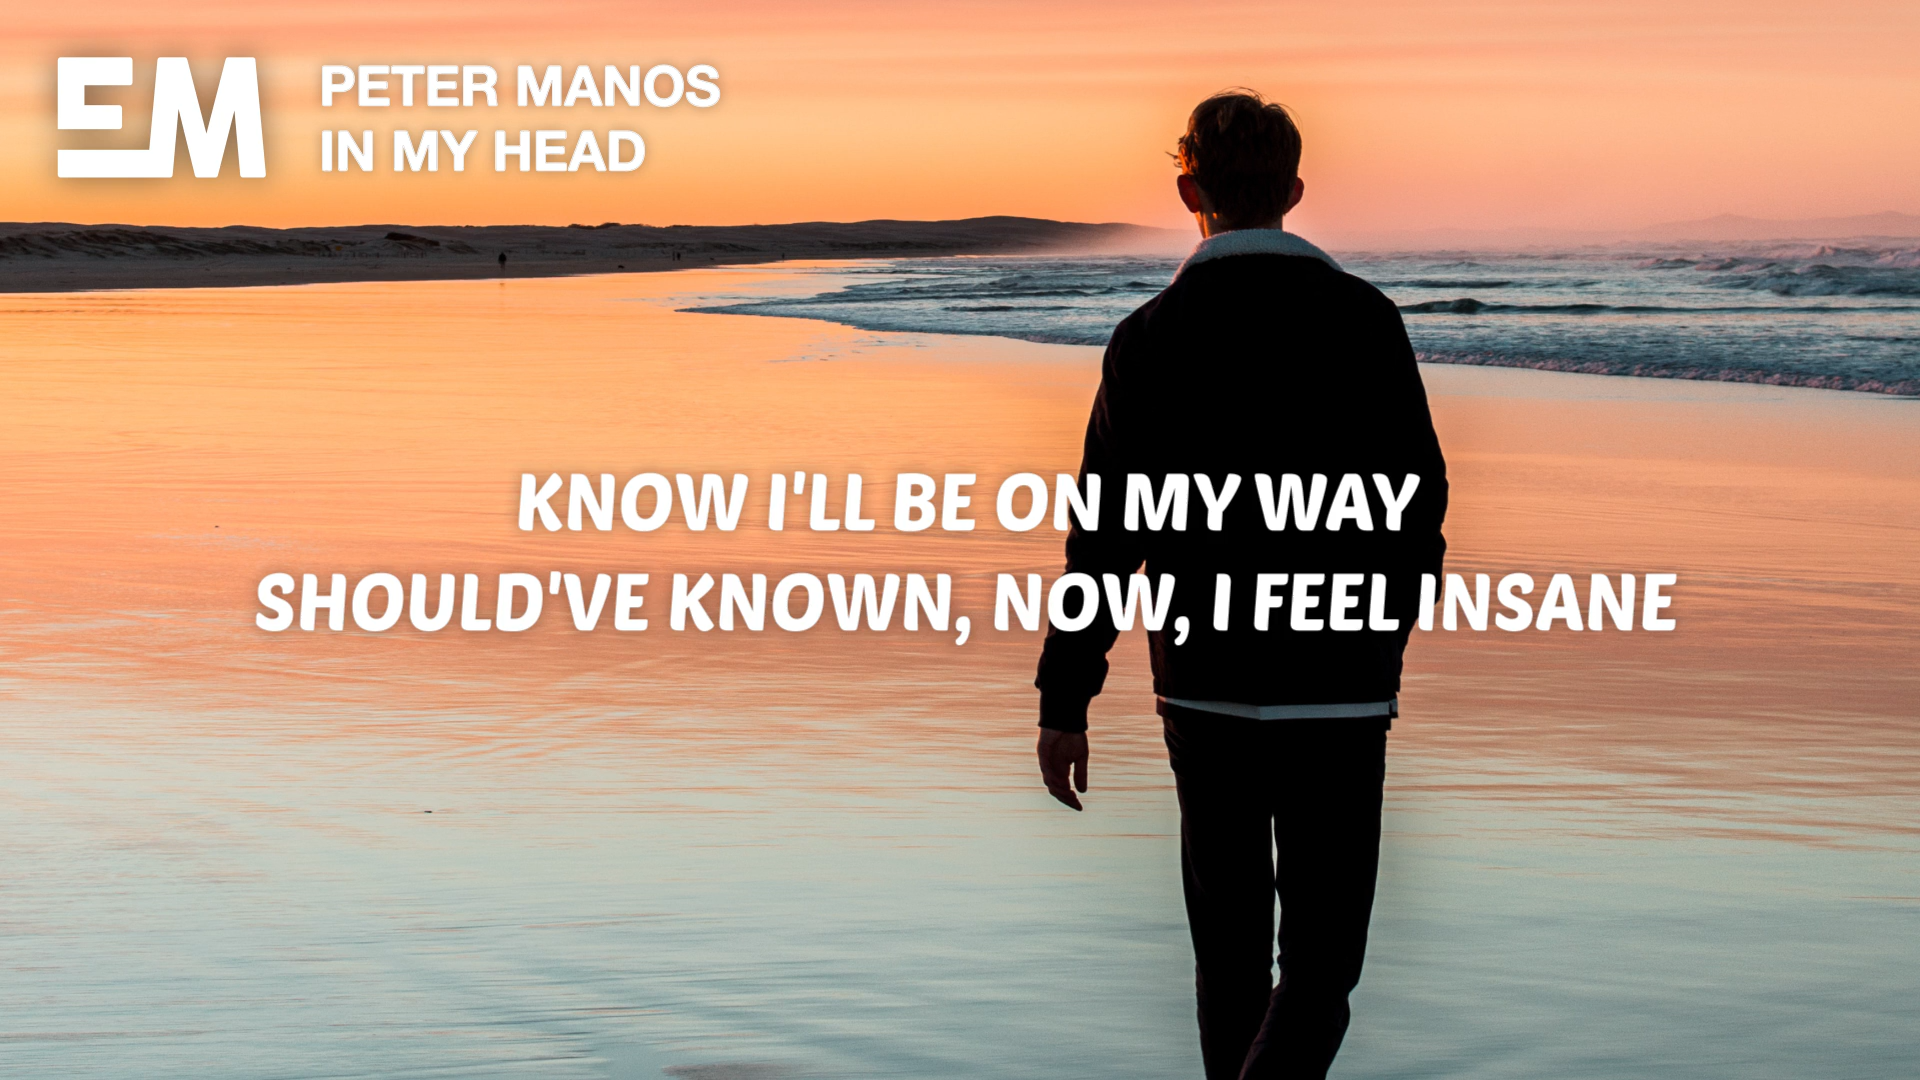 EM
PETER MANOS
IN MY HEAD
KNOW I'LL BE ON MY WAY
SHOULD'VE KNOWN, NOW, I FEEL INSANE